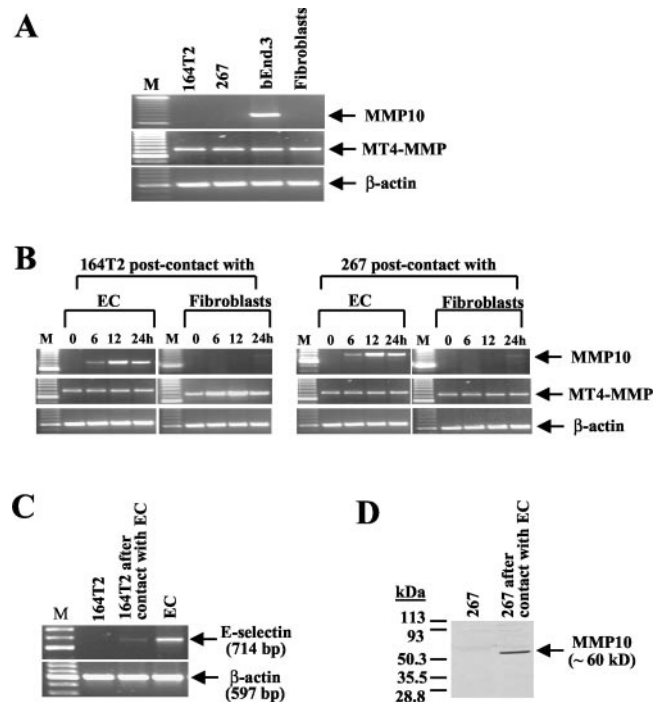 A
M
164T2
267
bEnd.3
Fibroblasts
MMP10
MT4-MMP
β-actin
B
164T2 post-contact with
267 post-contact with
EC
Fibroblasts
EC
Fibroblasts
M 0 6 12 24h M 0 6 12 24h
M 0 6 12 24h M 0 6 12 24h
MMP10
MT4-MMP
β-actin
C
M
164T2
164T2 after
contact with EC
EC
E-selectin
(714 bp)
β-actin
(597 bp)
D
kDa
113
93
50.3
35.5
28.8
267
267 after
contact with EC
MMP10
(~ 60 kD)